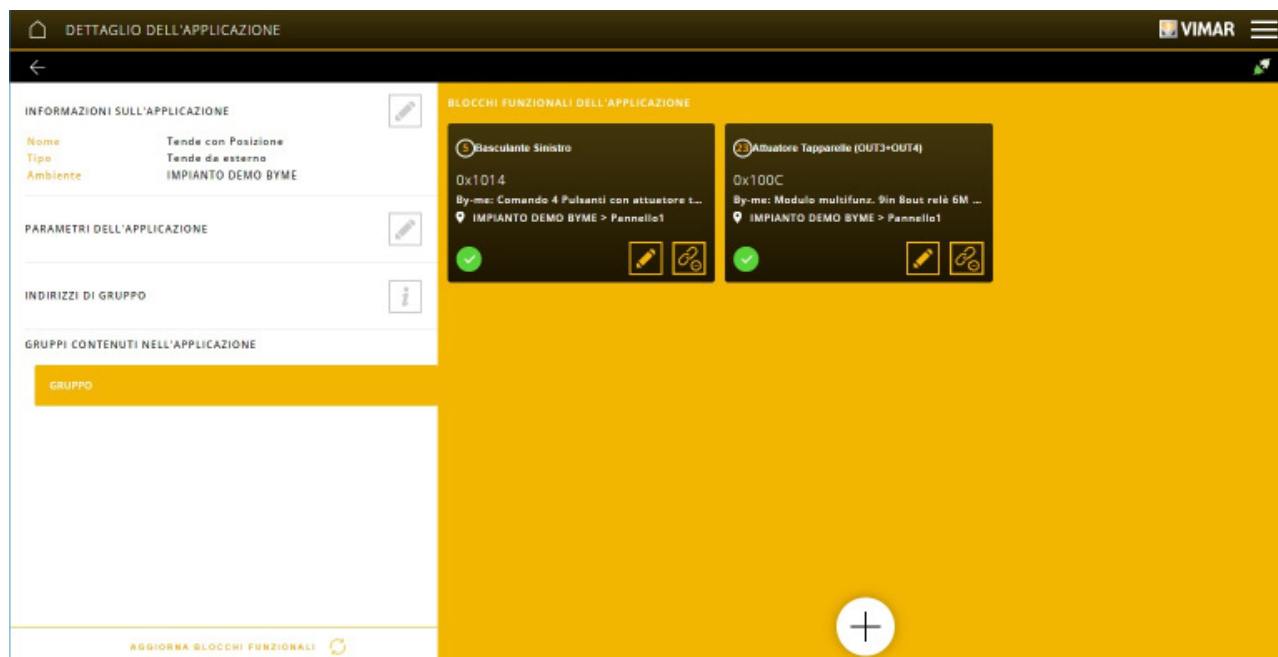 DETTAGLIO DELL'APPLICAZIONE
VIMAR
INFORMAZIONI SULL'APPLICAZIONE
Nome Tende con Posizione
Tipo Tende da esterno
Ambiente IMPIANTO DEMO BYME
PARAMETRI DELL'APPLICAZIONE
INDIRIZZI DI GRUPPO
i
GRUPPI CONTENUTI NELL'APPLICAZIONE
GRUPPO
AGGIORNA BLOCCHI FUNZIONALI
BLOCCHI FUNZIONALI DELL'APPLICAZIONE
5 Basculante Sinistro
0x1014
By-me: Comando 4 Pulsanti con attuatore t...
IMPIANTO DEMO BYME > Pannello1
23 Attuatore Tapparelle (OUT3+OUT4)
0x100C
By-me: Modulo multifunz. 9in 8out relè 6M ...
IMPIANTO DEMO BYME > Pannello1